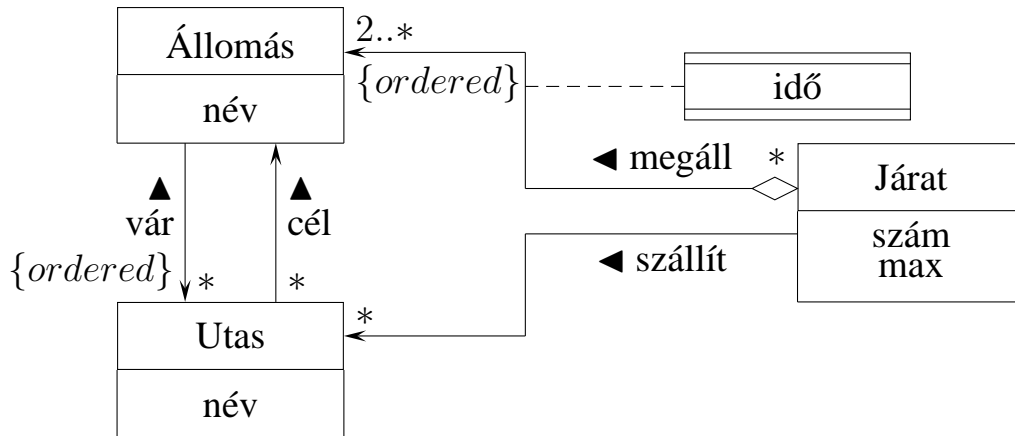 Állomás
név
2..*
{ordered}
idő
◄ megáll
*
Járat
szám
max
▲
vár
▲
cél
{ordered}
*
*
◄ szállít
*
Utas
név